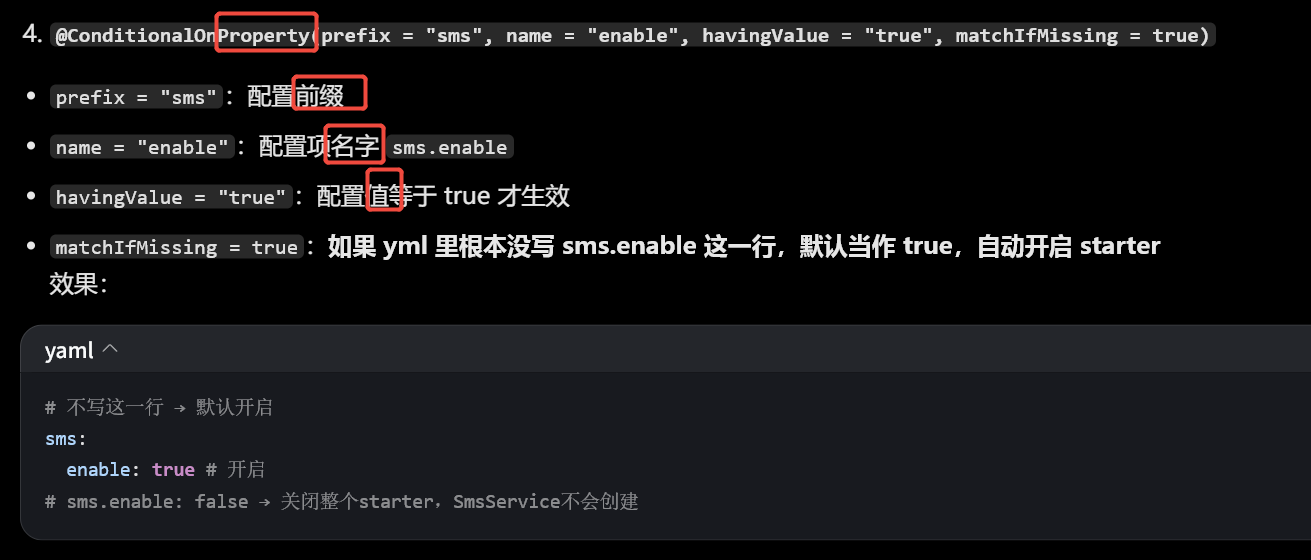 4. @ConditionalOnProperty(prefix = "sms", name = "enable", havingValue = "true", matchIfMissing = true)
• prefix = "sms"：配置前缀
• name = "enable"：配置项名字 sms.enable
• havingValue = "true"：配置值等于 true 才生效
• matchIfMissing = true：如果 yml 里根本没写 sms.enable 这一行，默认当作 true，自动开启 starter
效果：
yaml
# 不写这一行 → 默认开启
sms:
  enable: true # 开启
# sms.enable: false → 关闭整个starter，SmsService不会创建